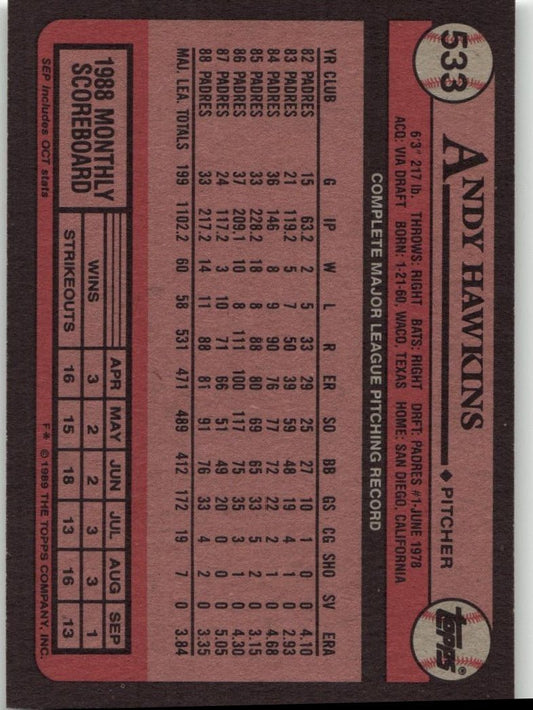 533
ANDY HAWKINS ♦ PITCHER
TOPPS®
6'3" 217 lb. THROWS: RIGHT BATS: RIGHT DRFT: PADRES #1-JUNE 1978
ACQ: VIA DRAFT BORN: 1-21-60, WACO, TEXAS HOME: SAN DIEGO, CALIFORNIA
COMPLETE MAJOR LEAGUE PITCHING RECORD
YR CLUB G IP W L R ER SO BB GS CG SHO SV ERA
82 PADRES 15 63.2 2 5 33 29 25 27 10 1 0 0 4.10
83 PADRES 21 119.2 5 7 50 39 59 48 19 4 1 0 2.93
84 PADRES 36 146 8 9 90 76 77 72 22 2 1 0 4.68
85 PADRES 33 228.2 18 8 88 80 69 65 33 5 2 0 3.15
86 PADRES 37 209.1 10 8 111 100 117 75 35 3 1 0 4.30
87 PADRES 24 117.2 3 10 71 66 51 49 20 0 0 0 5.05
88 PADRES 33 217.2 14 11 88 81 91 76 33 4 2 0 3.35
MAJ. LEA. TOTALS 199 1102.2 60 58 531 471 489 412 172 19 7 0 3.84
1988 MONTHLY
SCOREBOARD
APR MAY JUN JUL AUG SEP
WINS 3 2 2 3 3 1
STRIKEOUTS 16 15 18 13 16 13
SEP includes OCT stats
F* © 1989 THE TOPPS COMPANY, INC.